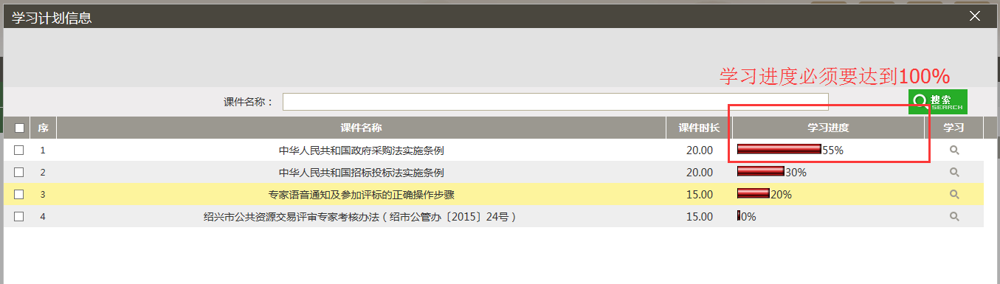 学习计划信息
学习进度必须要达到100%
课件名称： 搜索
SEARCH
序 课件名称 课件时长 学习进度 学习
1 中华人民共和国政府采购法实施条例 20.00 55%
2 中华人民共和国招标投标法实施条例 20.00 30%
3 专家语音通知及参加评标的正确操作步骤 15.00 20%
4 绍兴市公共资源交易评审专家考核办法（绍市公管办〔2015〕24号） 15.00 0%